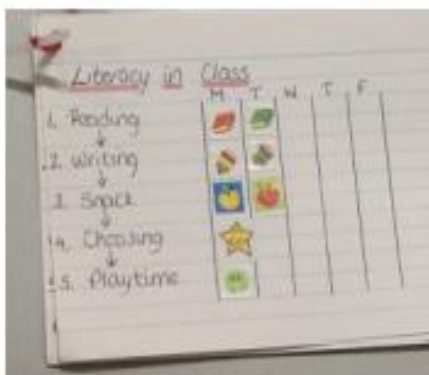 Literacy in Class
M T W T F
1. Reading
2. Writing
3. Snack
4. Choosing
5. Playtime